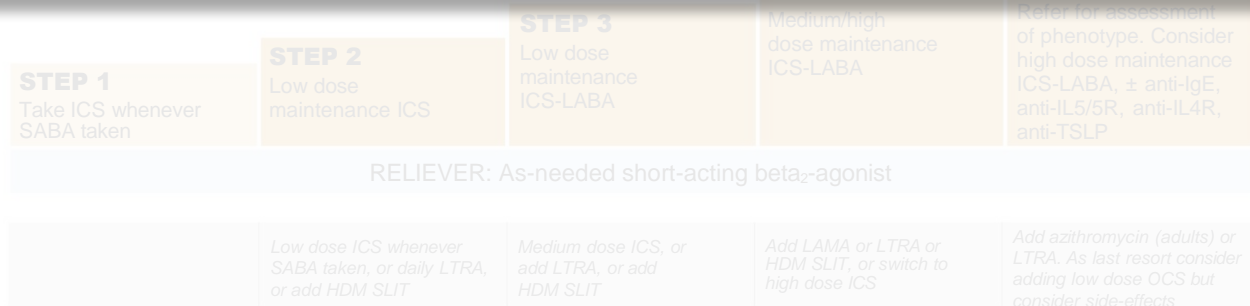 STEP 1
Take ICS whenever
SABA taken
STEP 2
Low dose
maintenance ICS
STEP 3
Low dose
maintenance
ICS-LABA
Medium/high
dose maintenance
ICS-LABA
Refer for assessment
of phenotype. Consider
high dose maintenance
ICS-LABA, ± anti-IgE,
anti-IL5/5R, anti-IL4R,
anti-TSLP
RELIEVER: As-needed short-acting beta₂-agonist
Low dose ICS whenever
SABA taken, or daily LTRA,
or add HDM SLIT
Medium dose ICS, or
add LTRA, or add
HDM SLIT
Add LAMA or LTRA or
HDM SLIT, or switch to
high dose ICS
Add azithromycin (adults) or
LTRA. As last resort consider
adding low dose OCS but
consider side-effects